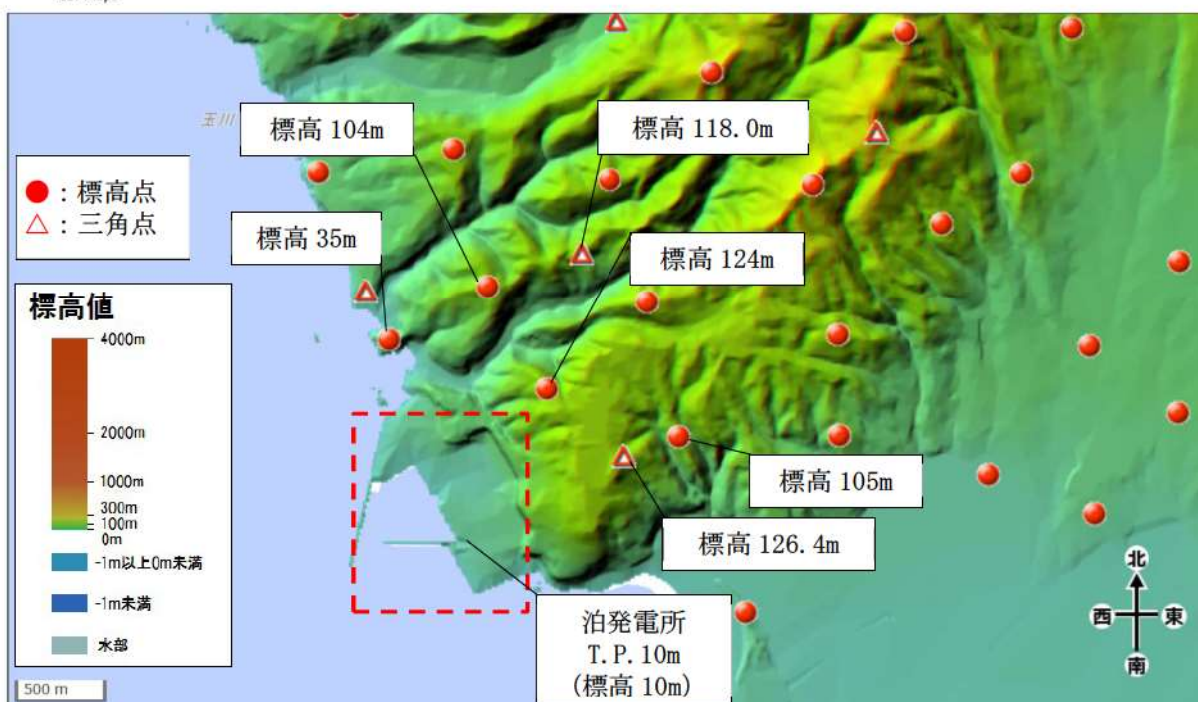 玉川
標高 104m
標高 118.0m
●：標高点
△：三角点
標高 35m
標高 124m
標高値
4000m
2000m
1000m
300m
100m
0m
-1m以上0m未満
-1m未満
水部
標高 105m
標高 126.4m
泊発電所
T.P. 10m
(標高 10m)
北
西
東
南
500 m